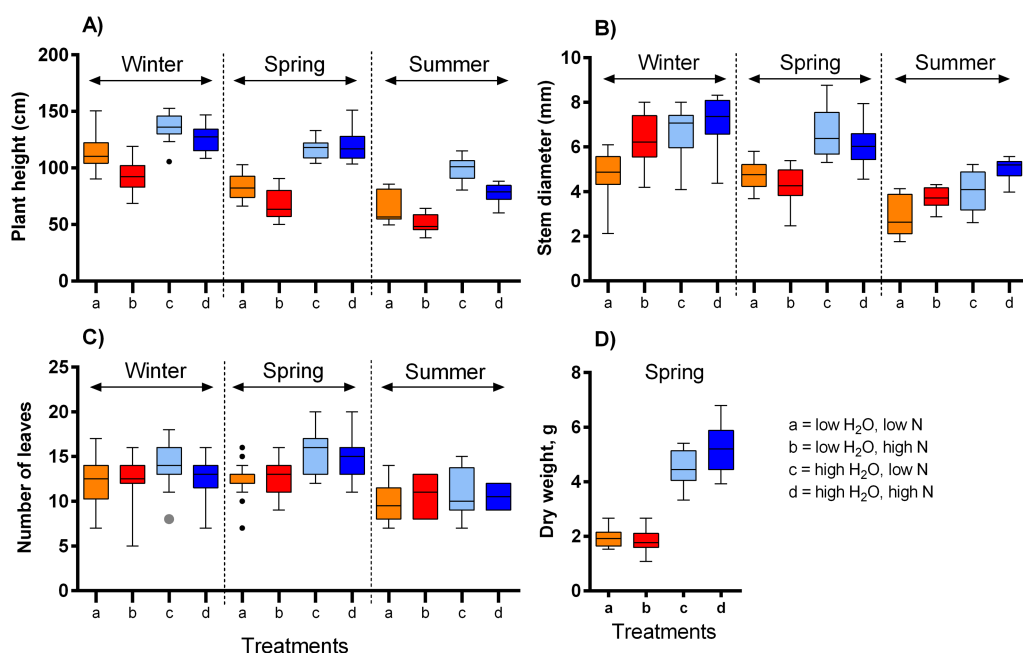 A)
Plant height (cm)
200
150
100
50
0
Winter
Spring
Summer
a b c d a b c d a b c d
B)
Stem diameter (mm)
10
8
6
4
2
0
Winter
Spring
Summer
a b c d a b c d a b c d
C)
Number of leaves
25
20
15
10
5
0
Winter
Spring
Summer
a b c d a b c d a b c d
Treatments
D)
Dry weight, g
8
6
4
2
0
Spring
a b c d
Treatments
a = low H₂O, low N
b = low H₂O, high N
c = high H₂O, low N
d = high H₂O, high N